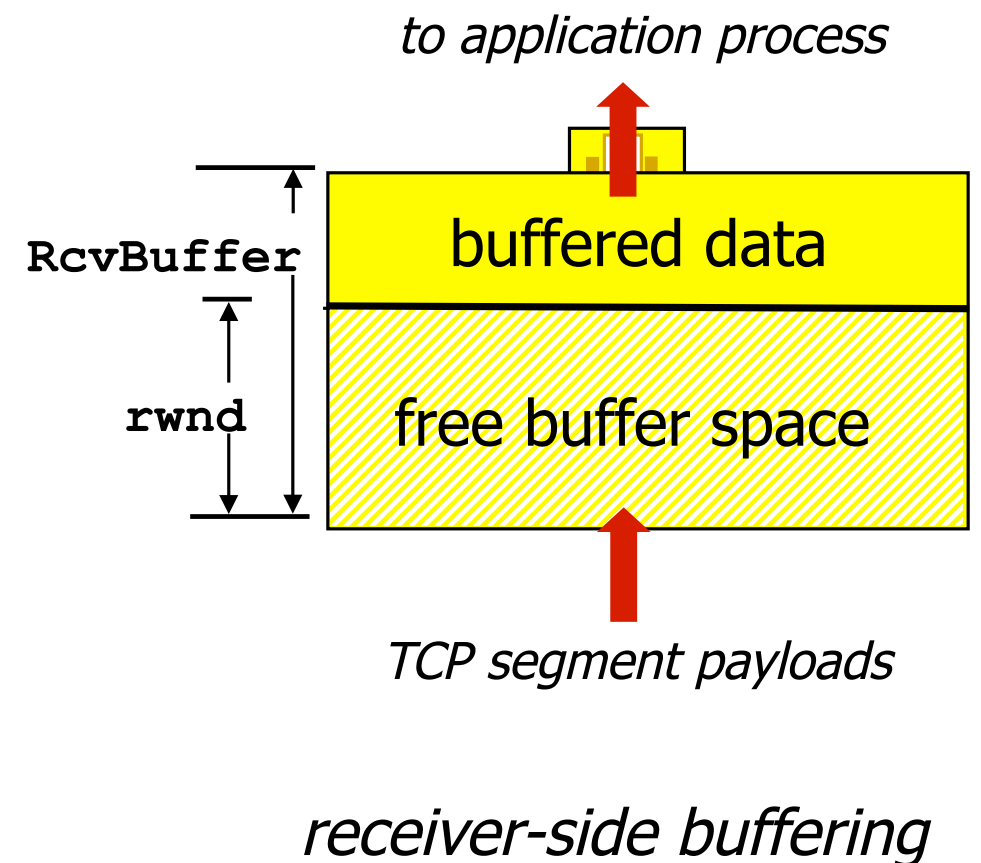 to application process
buffered data
RcvBuffer
rwnd
free buffer space
TCP segment payloads
receiver-side buffering